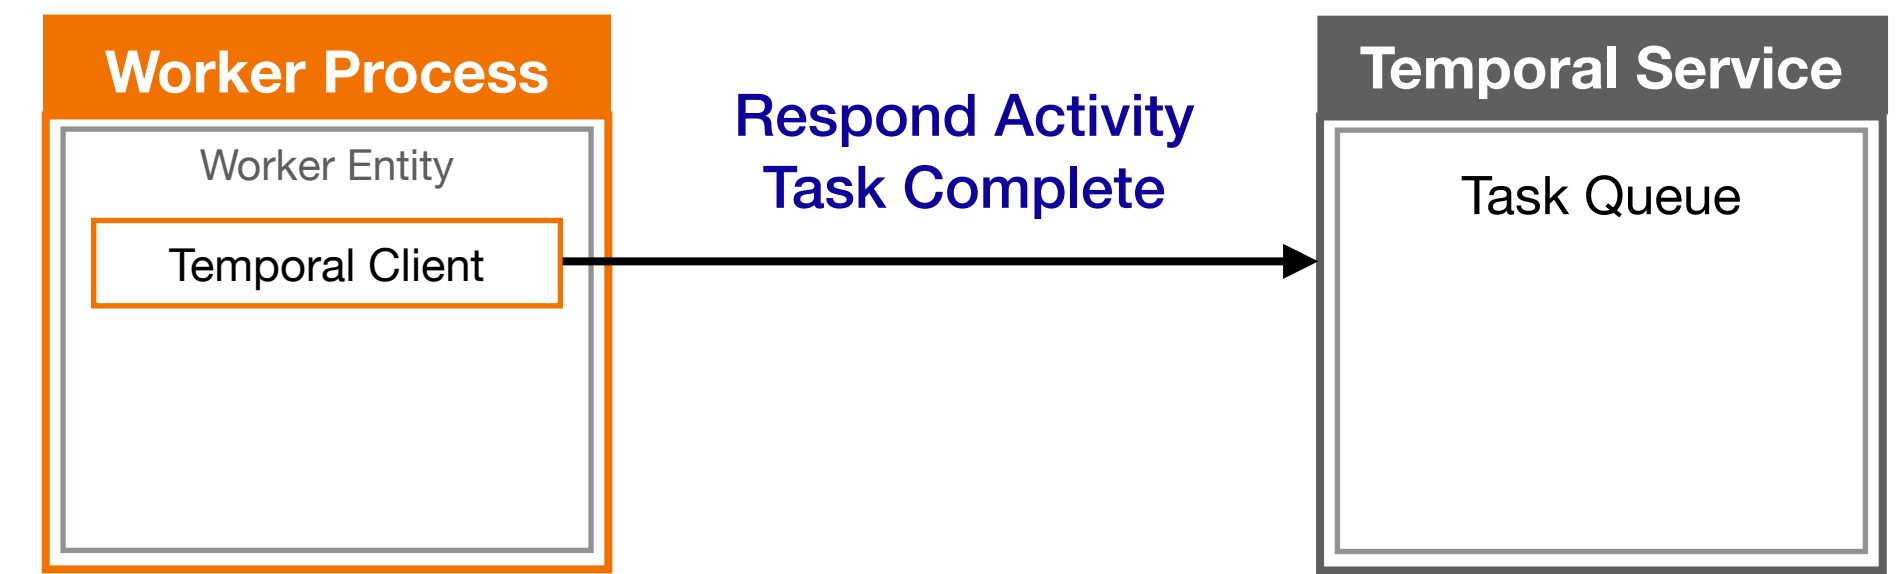 Worker Process
Worker Entity
Temporal Client
Respond Activity
Task Complete
Temporal Service
Task Queue